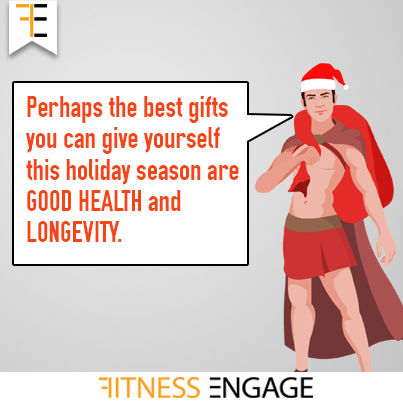 FE
Perhaps the best gifts
you can give yourself
this holiday season are
GOOD HEALTH and
LONGEVITY.
FITNESS ENGAGE